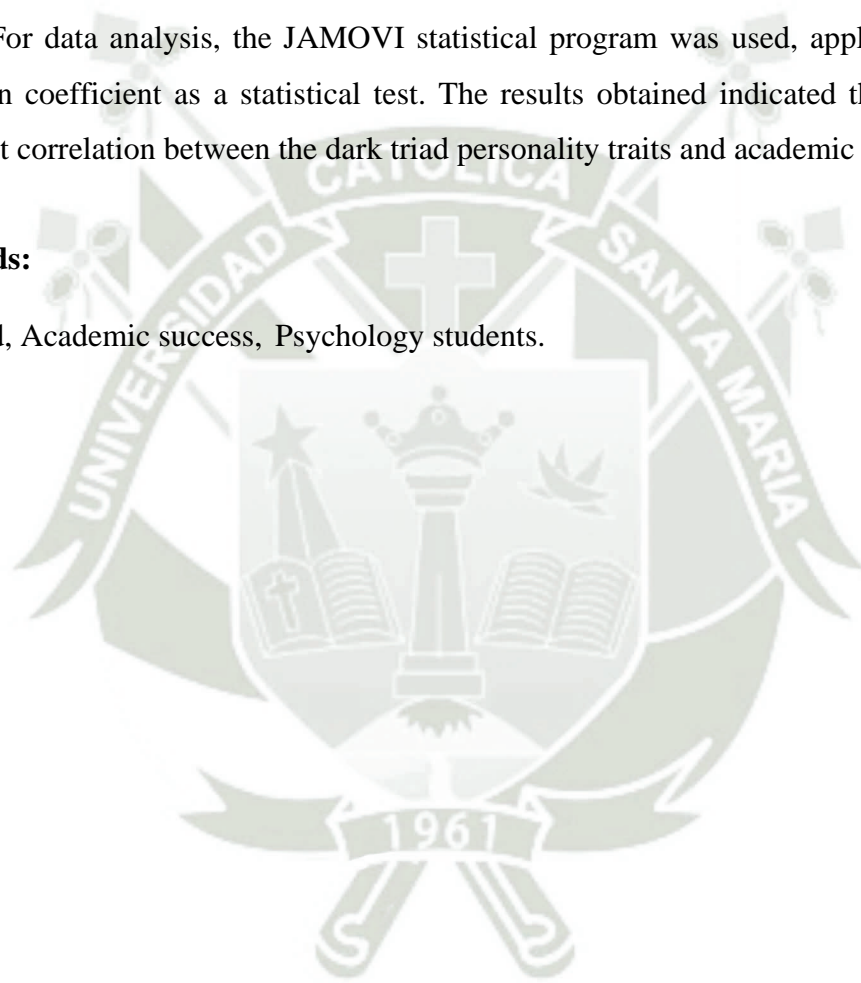 For data analysis, the JAMOVI statistical program was used, appl
n coefficient as a statistical test. The results obtained indicated th
t correlation between the dark triad personality traits and academic
ds:
d, Academic success, Psychology students.
UNIVERSIDAD CATOLICA SANTA MARIA
1961